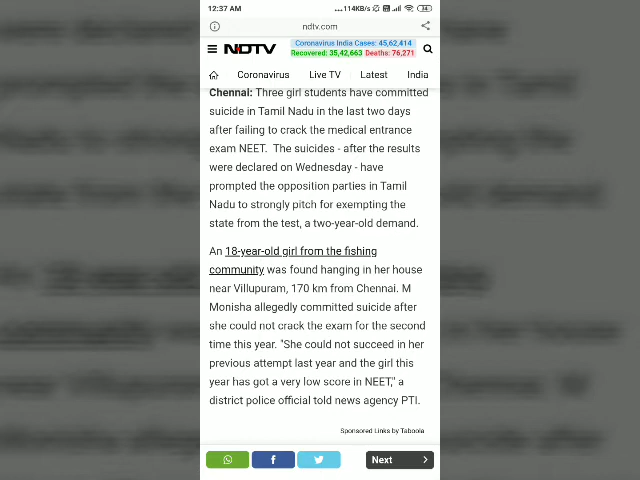 12:37 AM
...114KB/s
34
ndtv.com
NDTV
Coronavirus India Cases: 45,62,414
Recovered: 35,42,663 Deaths: 76,271
Coronavirus Live TV Latest India
Chennai: Three girl students have committed
suicide in Tamil Nadu in the last two days
after failing to crack the medical entrance
exam NEET. The suicides - after the results
were declared on Wednesday - have
prompted the opposition parties in Tamil
Nadu to strongly pitch for exempting the
state from the test, a two-year-old demand.
An 18-year-old girl from the fishing
community was found hanging in her house
near Villupuram, 170 km from Chennai. M
Monisha allegedly committed suicide after
she could not crack the exam for the second
time this year. "She could not succeed in her
previous attempt last year and the girl this
year has got a very low score in NEET," a
district police official told news agency PTI.
Sponsored Links by Taboola
Next